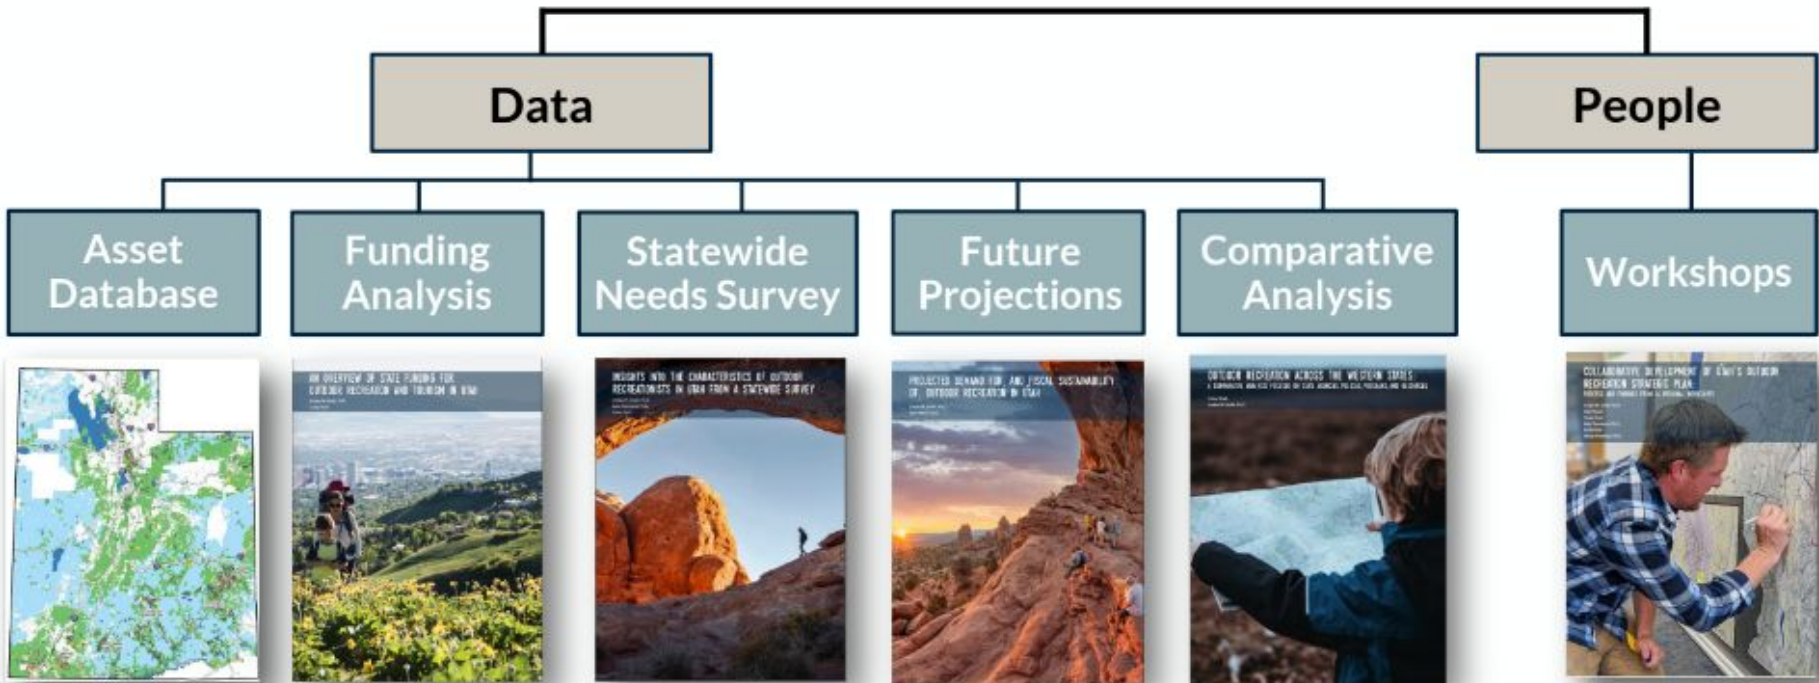 Data
People
Asset
Database
Funding
Analysis
Statewide
Needs Survey
Future
Projections
Comparative
Analysis
Workshops
AN OVERVIEW OF STATE FUNDING FOR
OUTDOOR RECREATION AND TOURISM IN UTAH
INSIGHTS INTO THE CHARACTERISTICS OF OUTDOOR
RECREATIONISTS IN UTAH FROM A STATEWIDE SURVEY
PROJECTED DEMAND FOR, AND FISCAL SUSTAINABILITY
OF, OUTDOOR RECREATION IN UTAH
OUTDOOR RECREATION ACROSS THE WESTERN STATES
COLLABORATIVE DEVELOPMENT OF UTAH'S OUTDOOR
RECREATION STRATEGIC PLAN